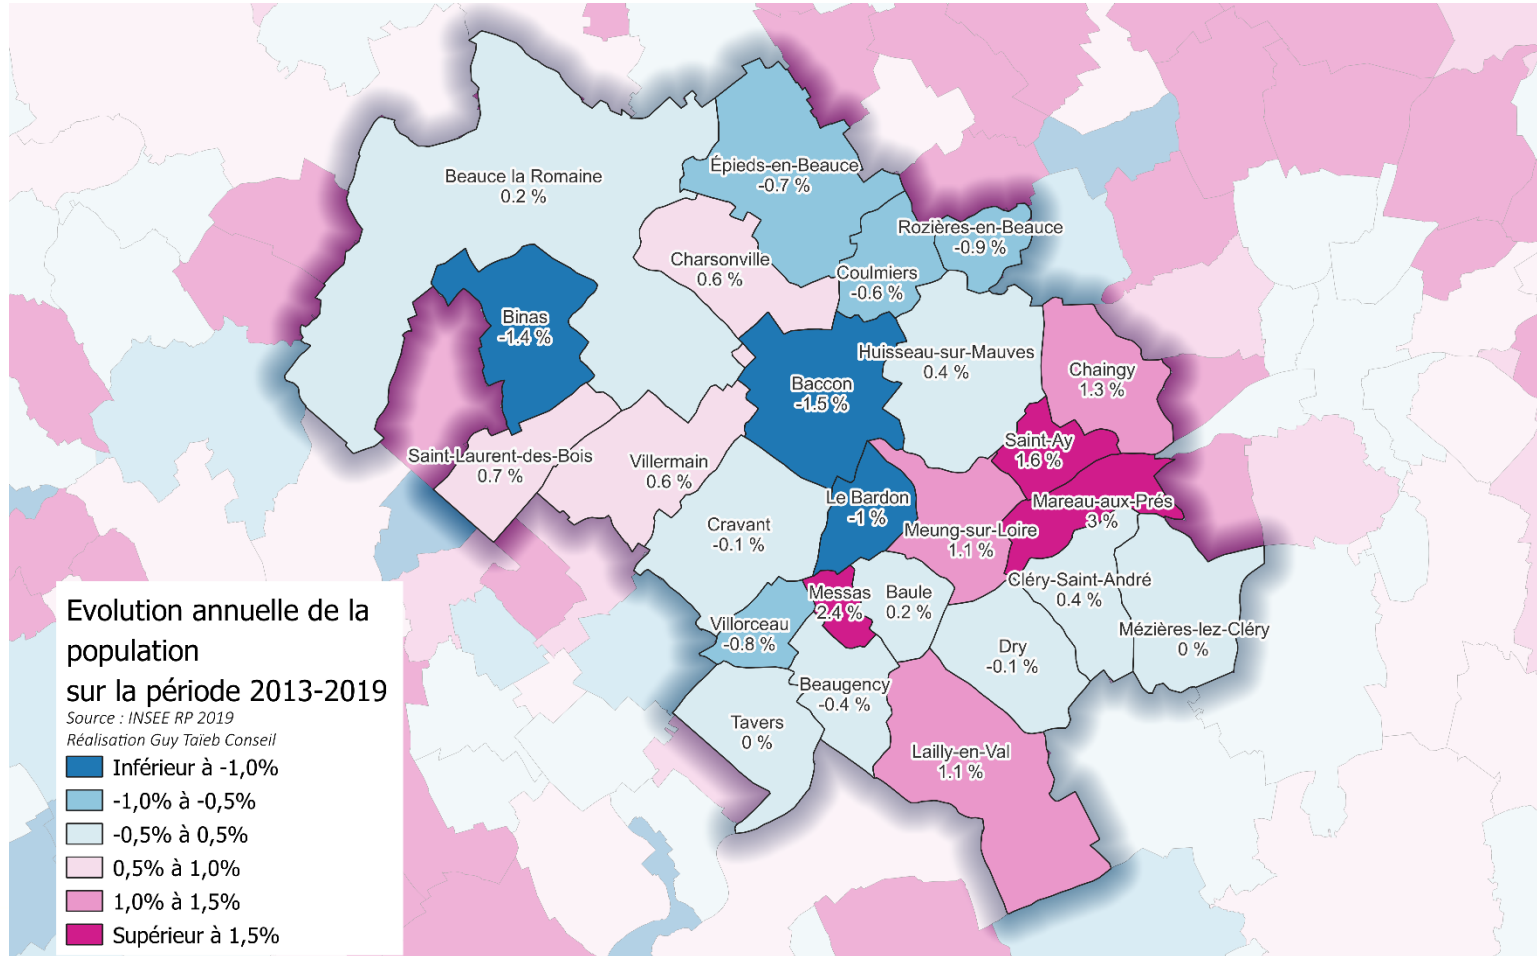 Beauce la Romaine
0.2 %
Épieds-en-Beauce
-0.7 %
Rozières-en-Beauce
-0.9 %
Charsonville
0.6 %
Coulmiers
-0.6 %
Binas
-1.4 %
Huisseau-sur-Mauves
0.4 %
Chaingy
1.3 %
Baccon
-1.5 %
Saint-Ay
1.6 %
Saint-Laurent-des-Bois
0.7 %
Villermain
0.6 %
Le Bardon
-1 %
Mareau-aux-Prés
3 %
Cravant
-0.1 %
Meung-sur-Loire
1.1 %
Cléry-Saint-André
0.4 %
Messas
2.4 %
Baule
0.2 %
Villorceau
-0.8 %
Mézières-lez-Cléry
0 %
Dry
-0.1 %
Beaugency
-0.4 %
Tavers
0 %
Lailly-en-Val
1.1 %
Evolution annuelle de la
population
sur la période 2013-2019
Source : INSEE RP 2019
Réalisation Guy Taïeb Conseil
Inférieur à -1,0%
-1,0% à -0,5%
-0,5% à 0,5%
0,5% à 1,0%
1,0% à 1,5%
Supérieur à 1,5%